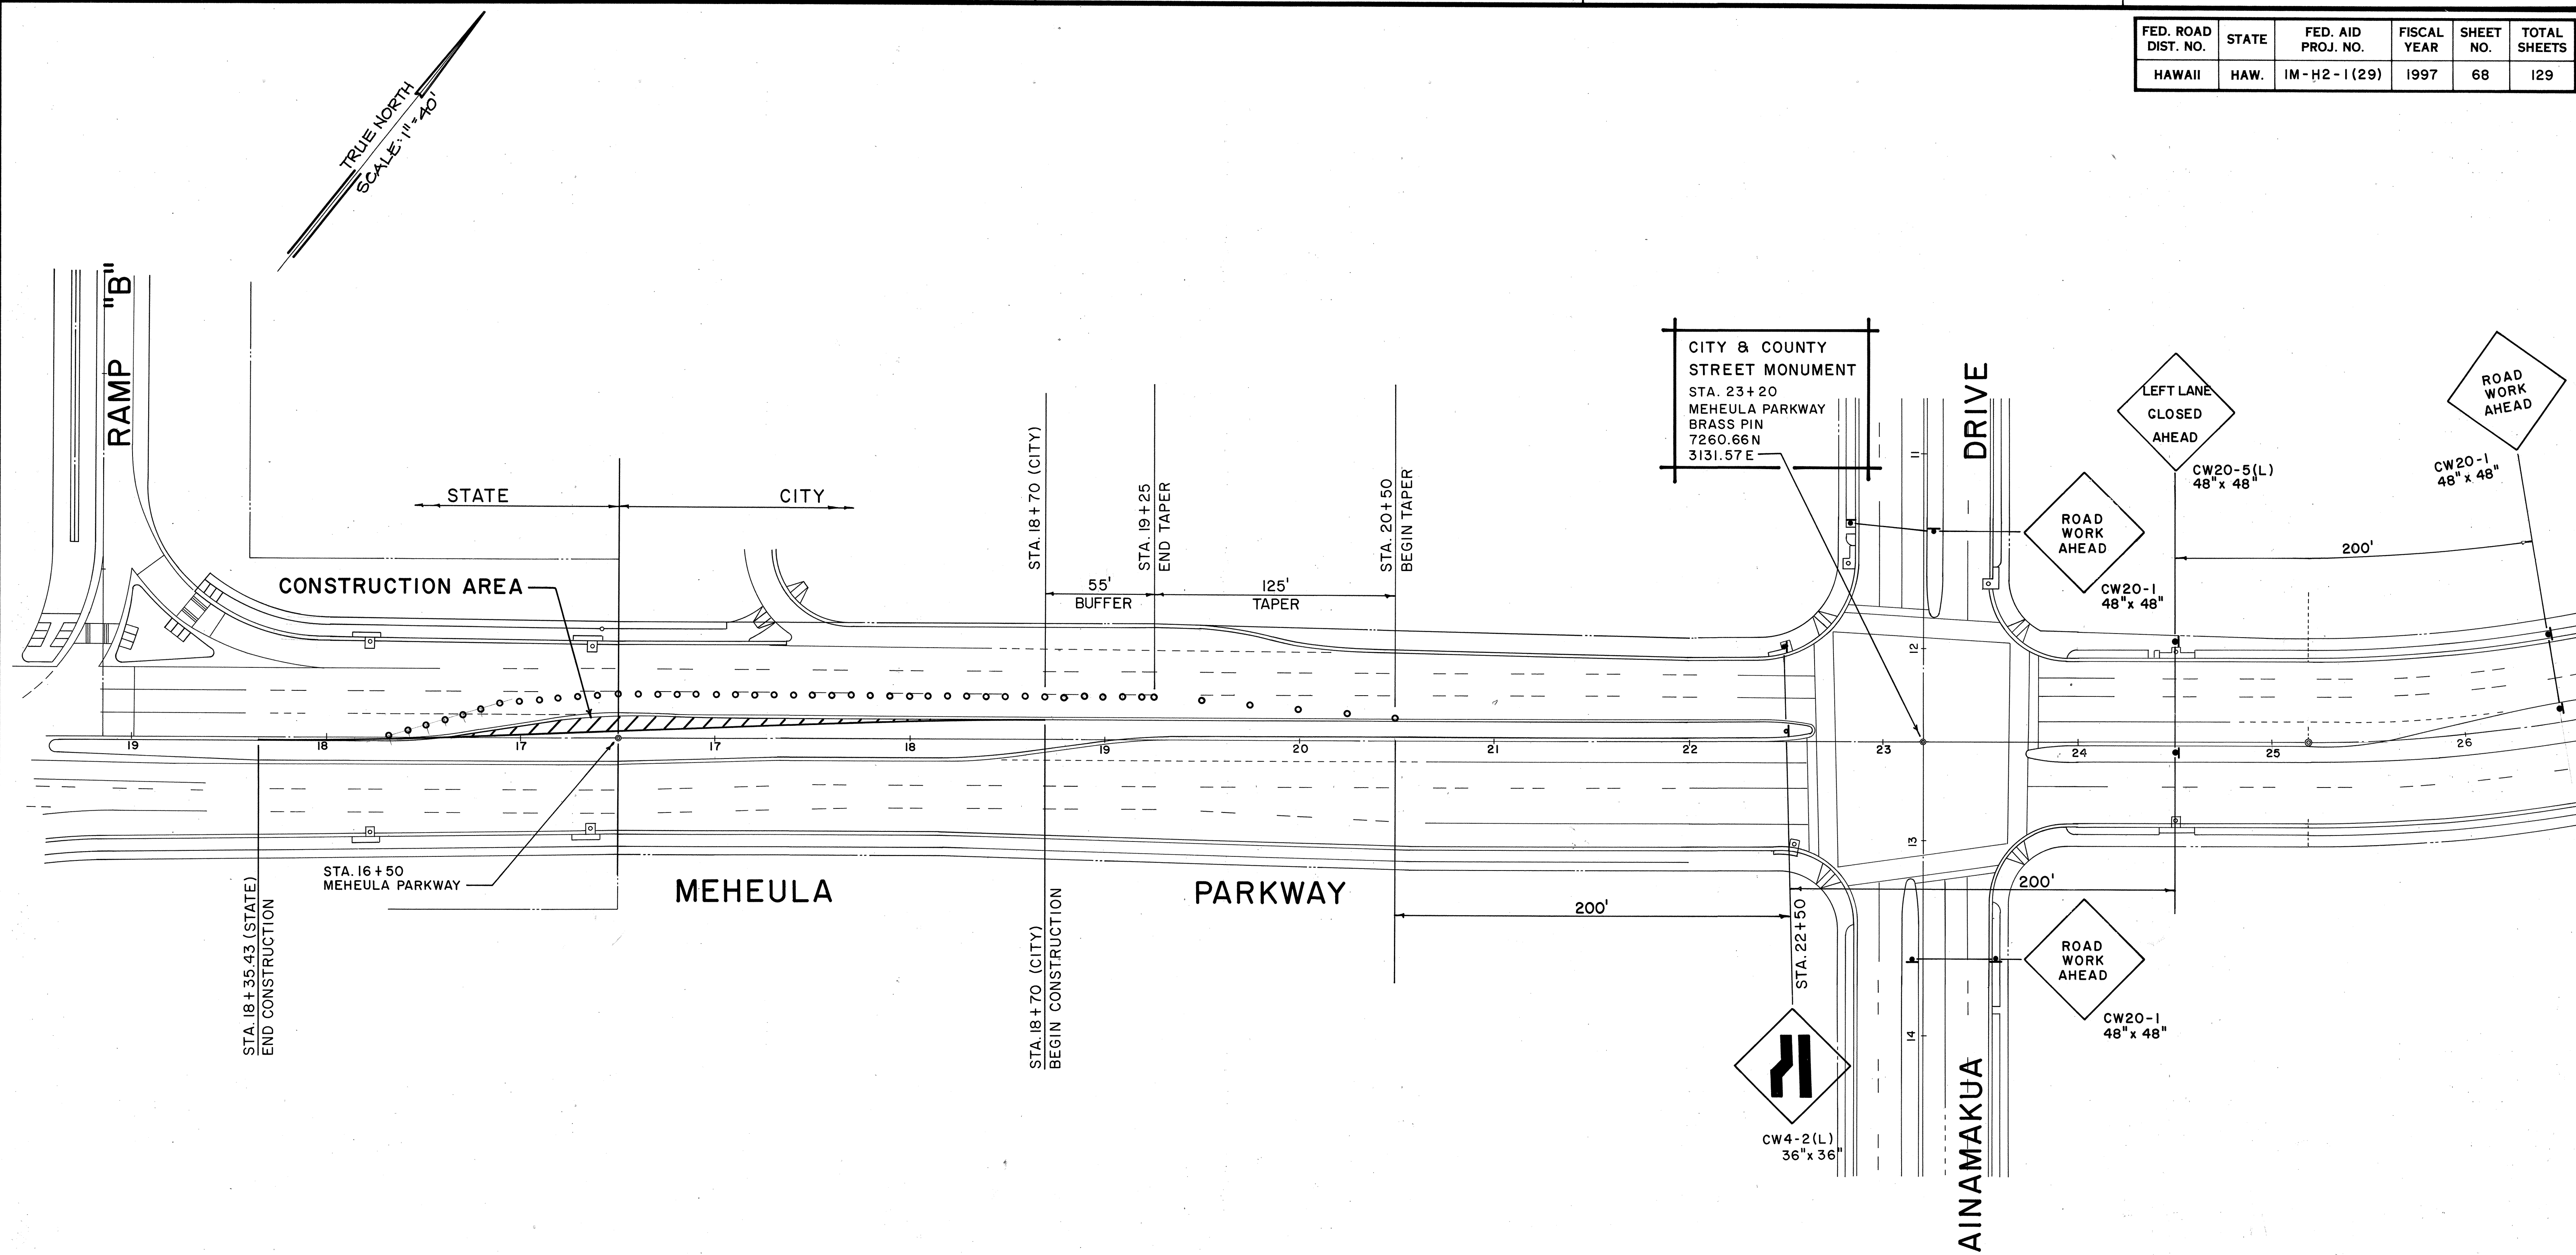 FED. ROAD DIST. NO. STATE FED. AID PROJ. NO. FISCAL YEAR SHEET NO. TOTAL SHEETS
HAWAII HAW. IM-H2-1(29) 1997 68 129
TRUE NORTH
SCALE: 1" = 40'
RAMP "B"
STATE
CITY
CONSTRUCTION AREA
STA. 18+70 (CITY)
55'
BUFFER
STA. 19+25
END TAPER
125'
TAPER
STA. 20+50
BEGIN TAPER
CITY & COUNTY
STREET MONUMENT
STA. 23+20
MEHEULA PARKWAY
BRASS PIN
7260.66 N
3131.57 E
DRIVE
LEFT LANE
CLOSED
AHEAD
CW20-5(L)
48" x 48"
ROAD
WORK
AHEAD
CW20-1
48" x 48"
ROAD
WORK
AHEAD
CW20-1
48" x 48"
200'
11
12
19 18 17 17 18 19 20 21 22 23 24 25 26
13
14
STA. 16+50
MEHEULA PARKWAY
MEHEULA PARKWAY
STA. 18+35.43 (STATE)
END CONSTRUCTION
STA. 18+70 (CITY)
BEGIN CONSTRUCTION
200'
200'
STA. 22+50
ROAD
WORK
AHEAD
CW20-1
48" x 48"
CW4-2(L)
36" x 36"
AINAMAKUA